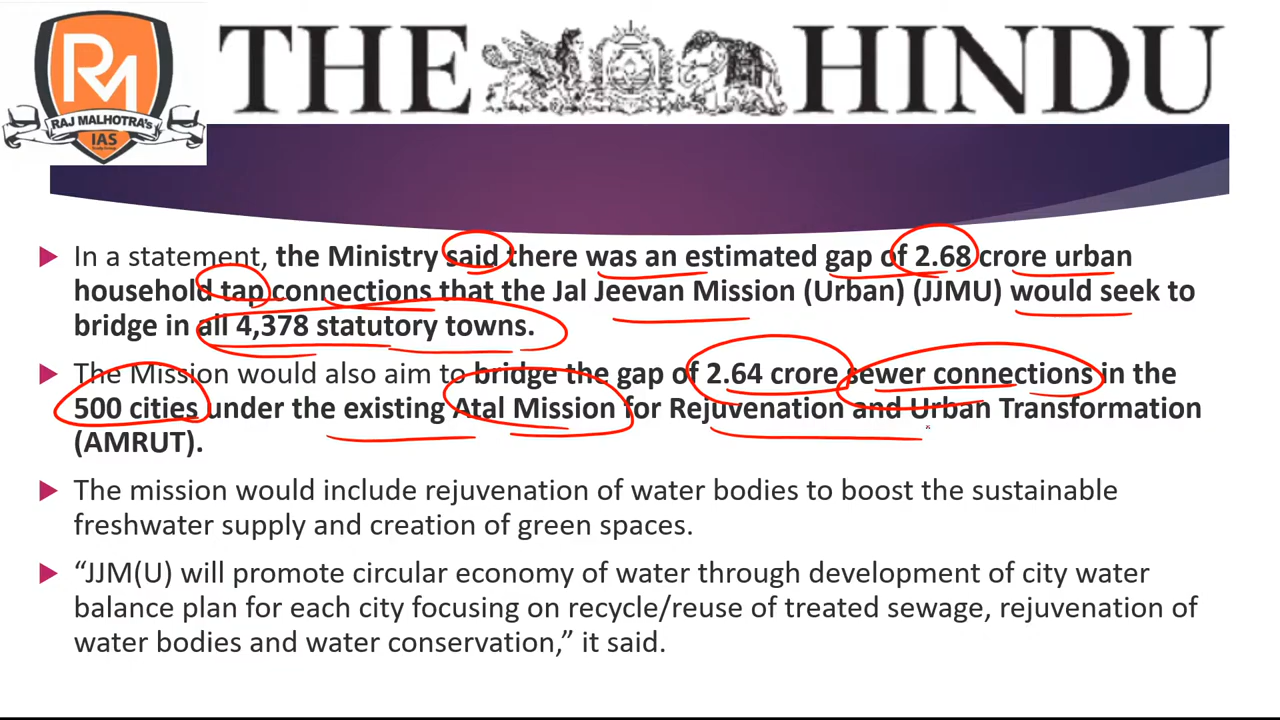 RM
RAJ MALHOTRA'S
IAS
THE HINDU
In a statement, the Ministry said there was an estimated gap of 2.68 crore urban
household tap connections that the Jal Jeevan Mission (Urban) (JJMU) would seek to
bridge in all 4,378 statutory towns.
The Mission would also aim to bridge the gap of 2.64 crore sewer connections in the
500 cities under the existing Atal Mission for Rejuvenation and Urban Transformation
(AMRUT).
The mission would include rejuvenation of water bodies to boost the sustainable
freshwater supply and creation of green spaces.
“JJM(U) will promote circular economy of water through development of city water
balance plan for each city focusing on recycle/reuse of treated sewage, rejuvenation of
water bodies and water conservation,” it said.